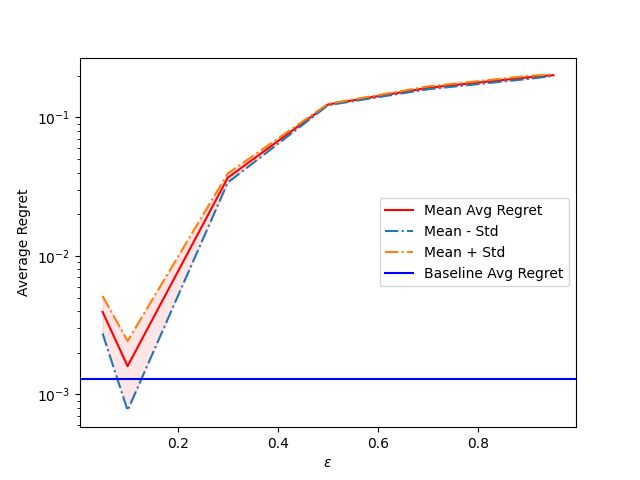 Average Regret
10⁻¹
10⁻²
10⁻³
Mean Avg Regret
Mean - Std
Mean + Std
Baseline Avg Regret
0.2 0.4 0.6 0.8
ε